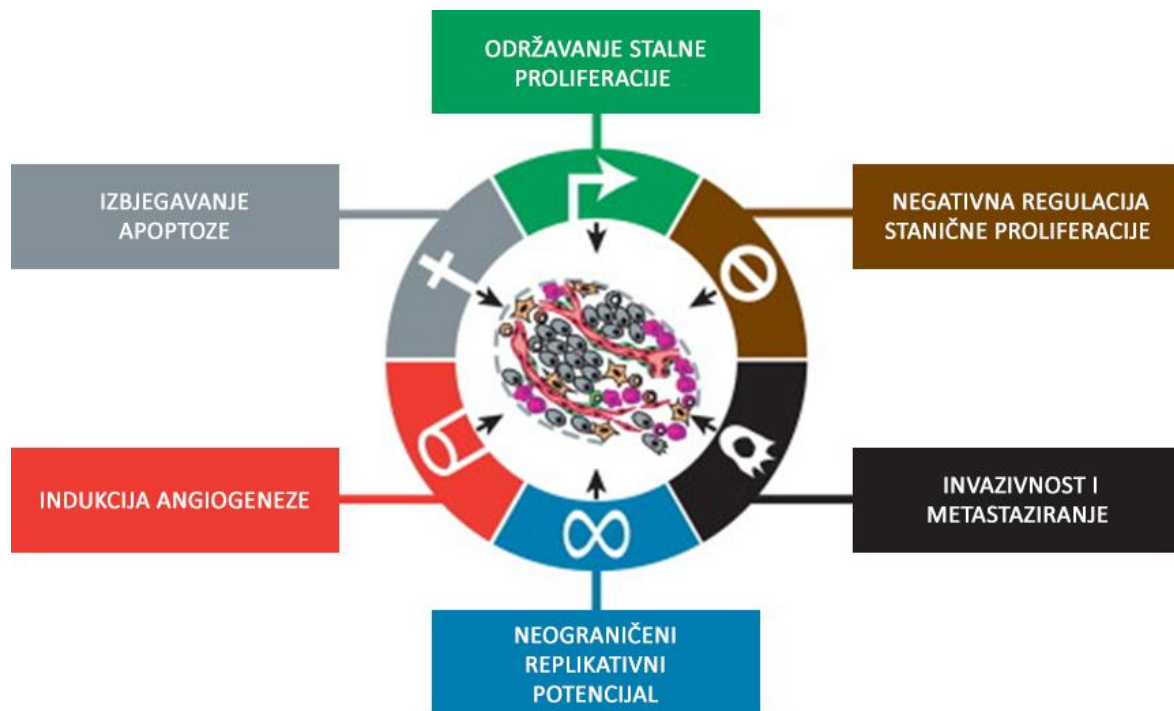 ODRŽAVANJE STALNE
PROLIFERACIJE
IZBJEGAVANJE
APOPTOZE
NEGATIVNA REGULACIJA
STANIČNE PROLIFERACIJE
INDUKCIJA ANGIOGENEZE
INVAZIVNOST I
METASTAZIRANJE
NEOGRANIČENI
REPLIKATIVNI
POTENCIJAL